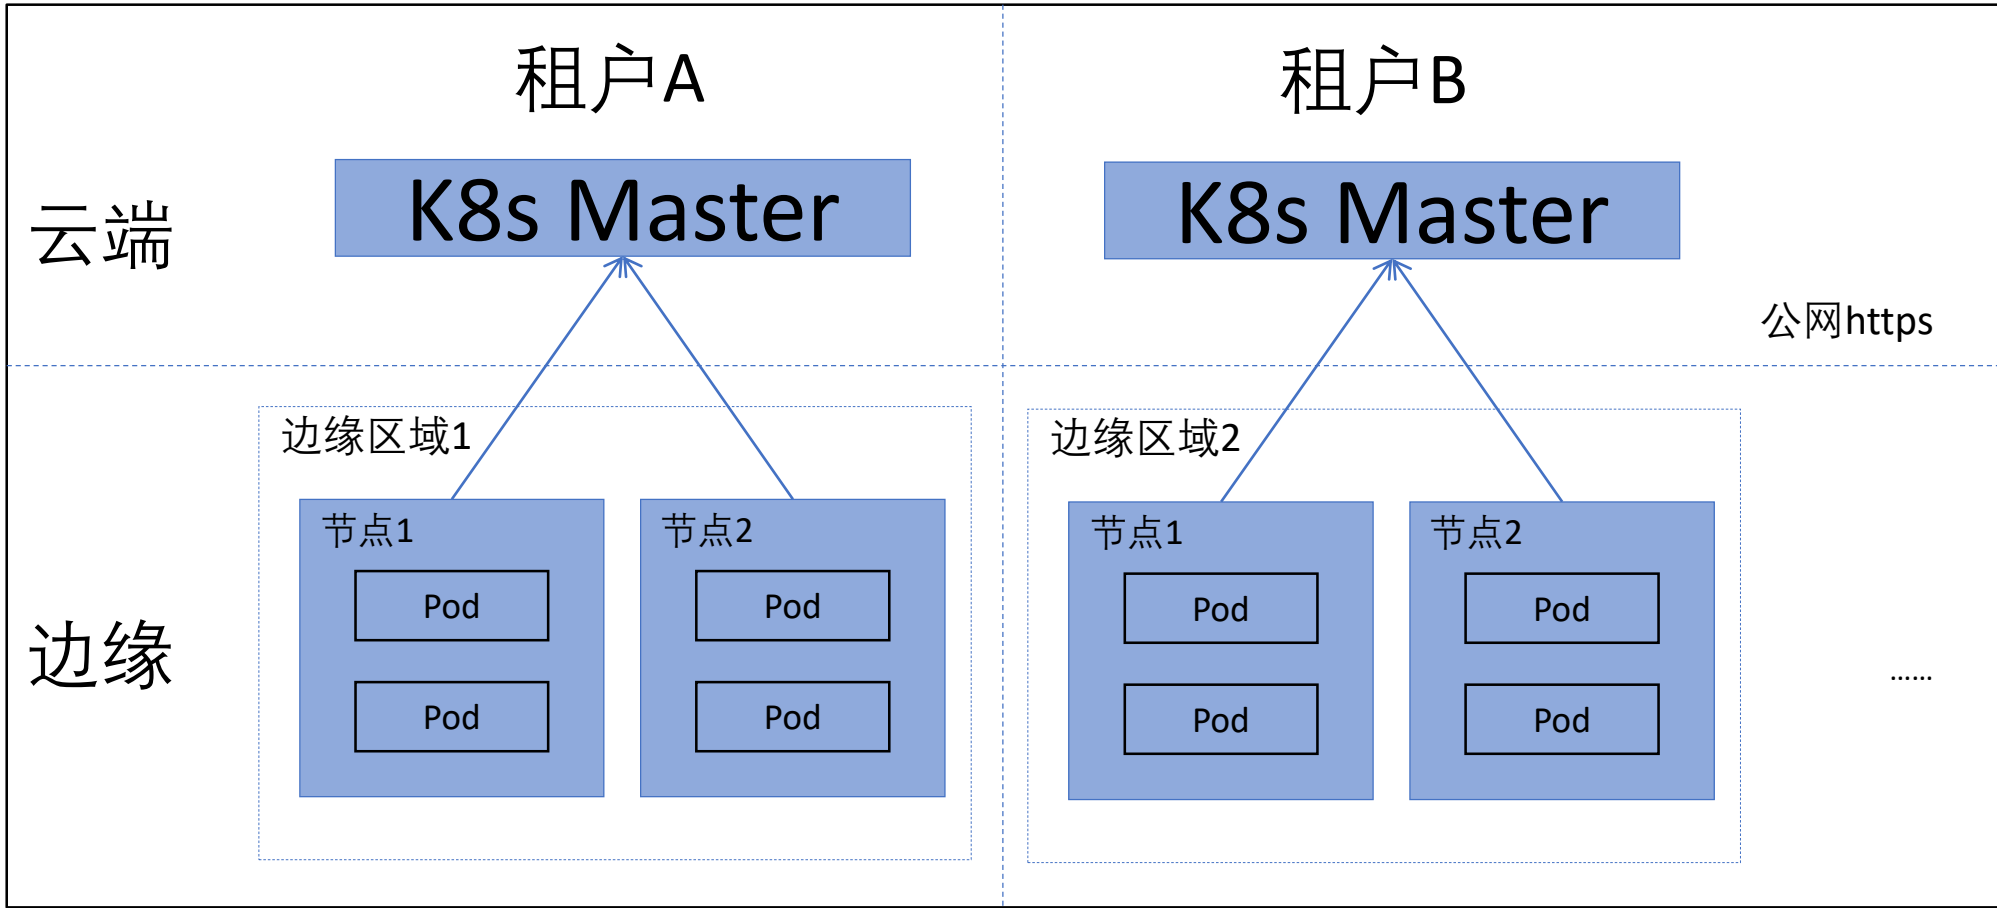 租户A
租户B
K8s Master
K8s Master
云端
公网https
边缘区域1
边缘区域2
节点1
节点2
节点1
节点2
Pod
Pod
Pod
Pod
边缘
......
Pod
Pod
Pod
Pod